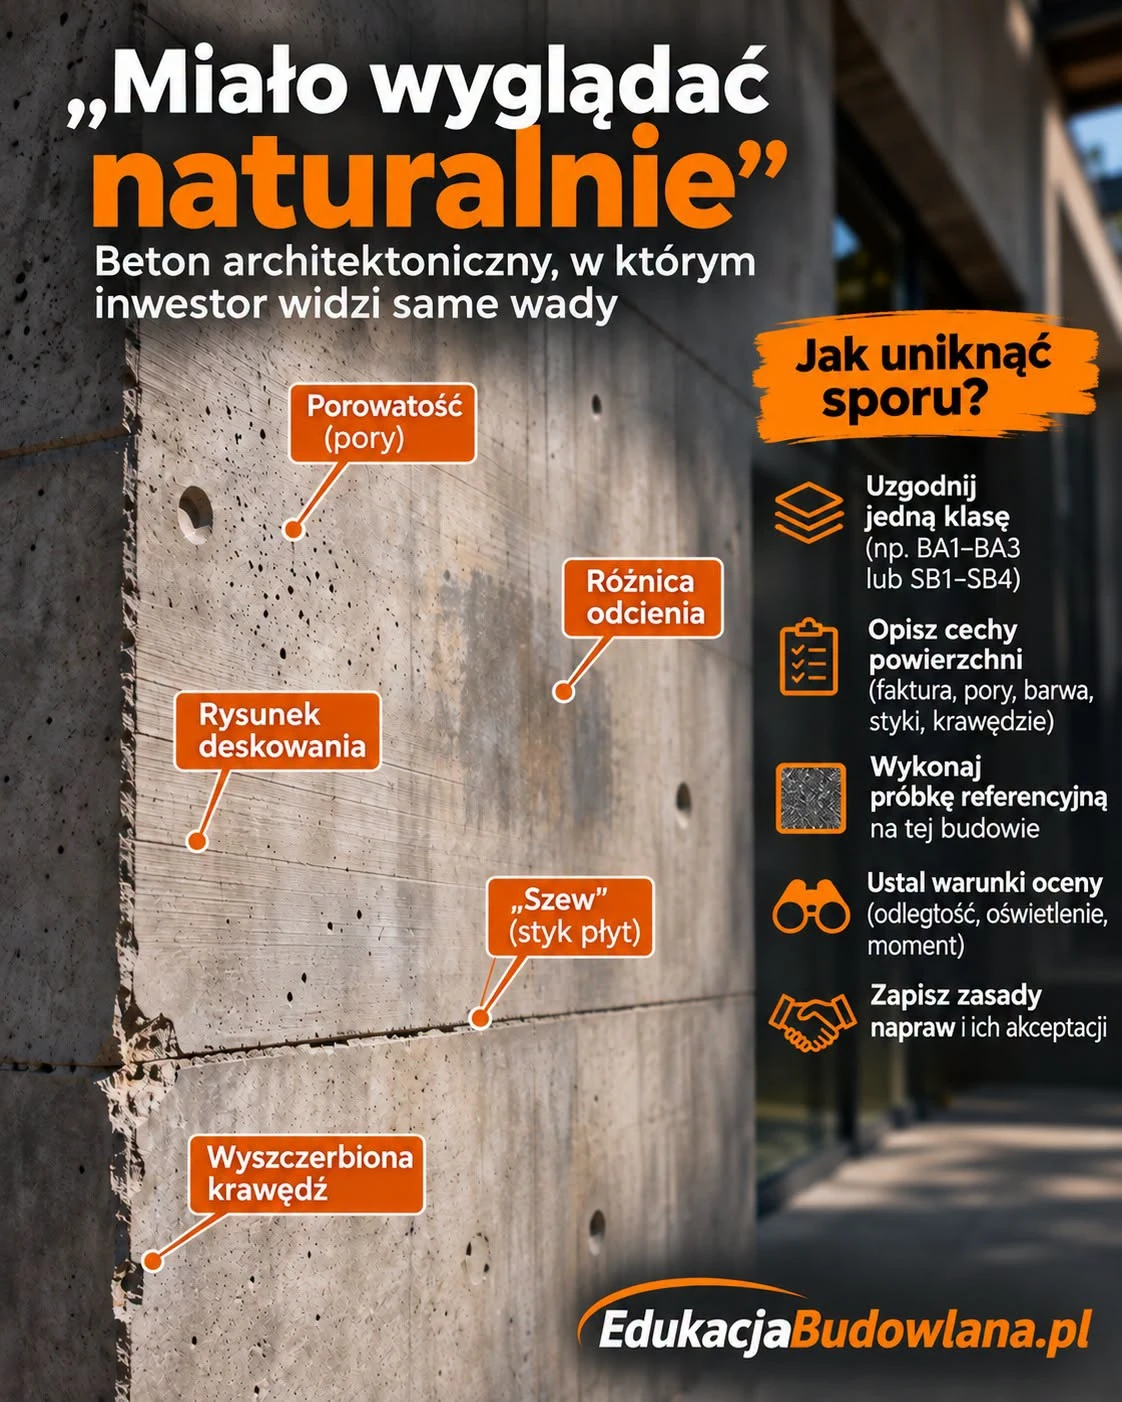 „Miało wyglądać
naturalnie”
Beton architektoniczny, w którym
inwestor widzi same wady
Porowatość
(pory)
Różnica
odcienia
Rysunek
deskowania
„Szew”
(styk płyt)
Wyszczerbiona
krawędź
Jak uniknąć
sporu?
Uzgodnij
jedną klasę
(np. BA1–BA3
lub SB1–SB4)
Opisz cechy
powierzchni
(faktura, pory, barwa,
styki, krawędzie)
Wykonaj
próbkę referencyjną
na tej budowie
Ustal warunki oceny
(odległość, oświetlenie,
moment)
Zapisz zasady
napraw i ich akceptacji
EdukacjaBudowlana.pl